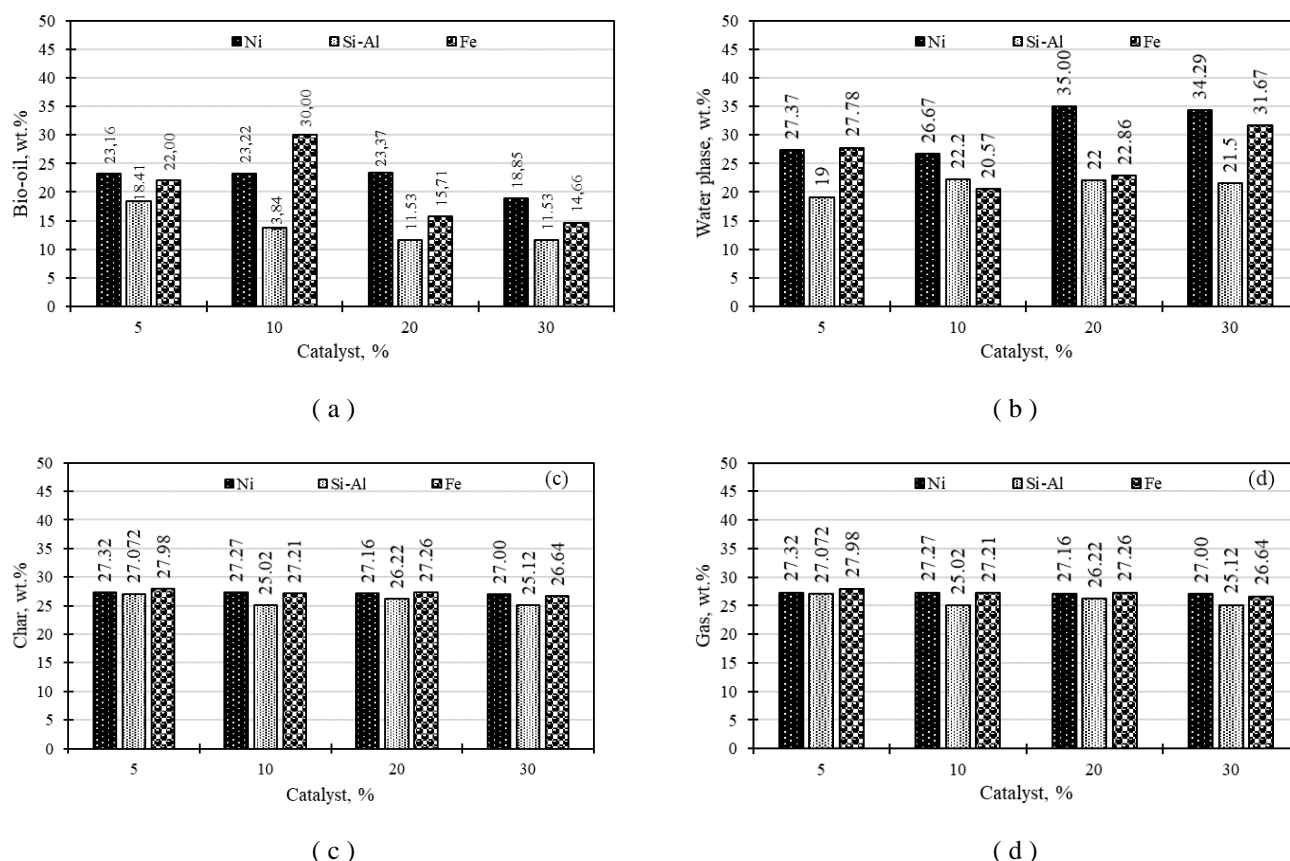 50
45
40
35
30
25
20
15
10
5
0
Bio-oil, wt.%
Ni Si-Al Fe
23,16 18.41 22,00
23,22 3,84 30,00
23,37 11.53 15,71
18,85 11.53 14,66
5 10 20 30
Catalyst, %
( a )
50
45
40
35
30
25
20
15
10
5
0
Water phase, wt.%
Ni Si-Al Fe
27.37 19 27.78
26.67 22.2 20.57
35.00 22 22.86
34.29 21.5 31.67
5 10 20 30
Catalyst, %
( b )
50
45
40
35
30
25
20
15
10
5
0
Char, wt.%
Ni Si-Al Fe
(c)
27.32 27.072 27.98
27.27 25.02 27.21
27.16 26.22 27.26
27.00 25.12 26.64
5 10 20 30
Catalyst, %
( c )
50
45
40
35
30
25
20
15
10
5
0
Gas, wt.%
Ni Si-Al Fe
(d)
27.32 27.072 27.98
27.27 25.02 27.21
27.16 26.22 27.26
27.00 25.12 26.64
5 10 20 30
Catalyst, %
( d )